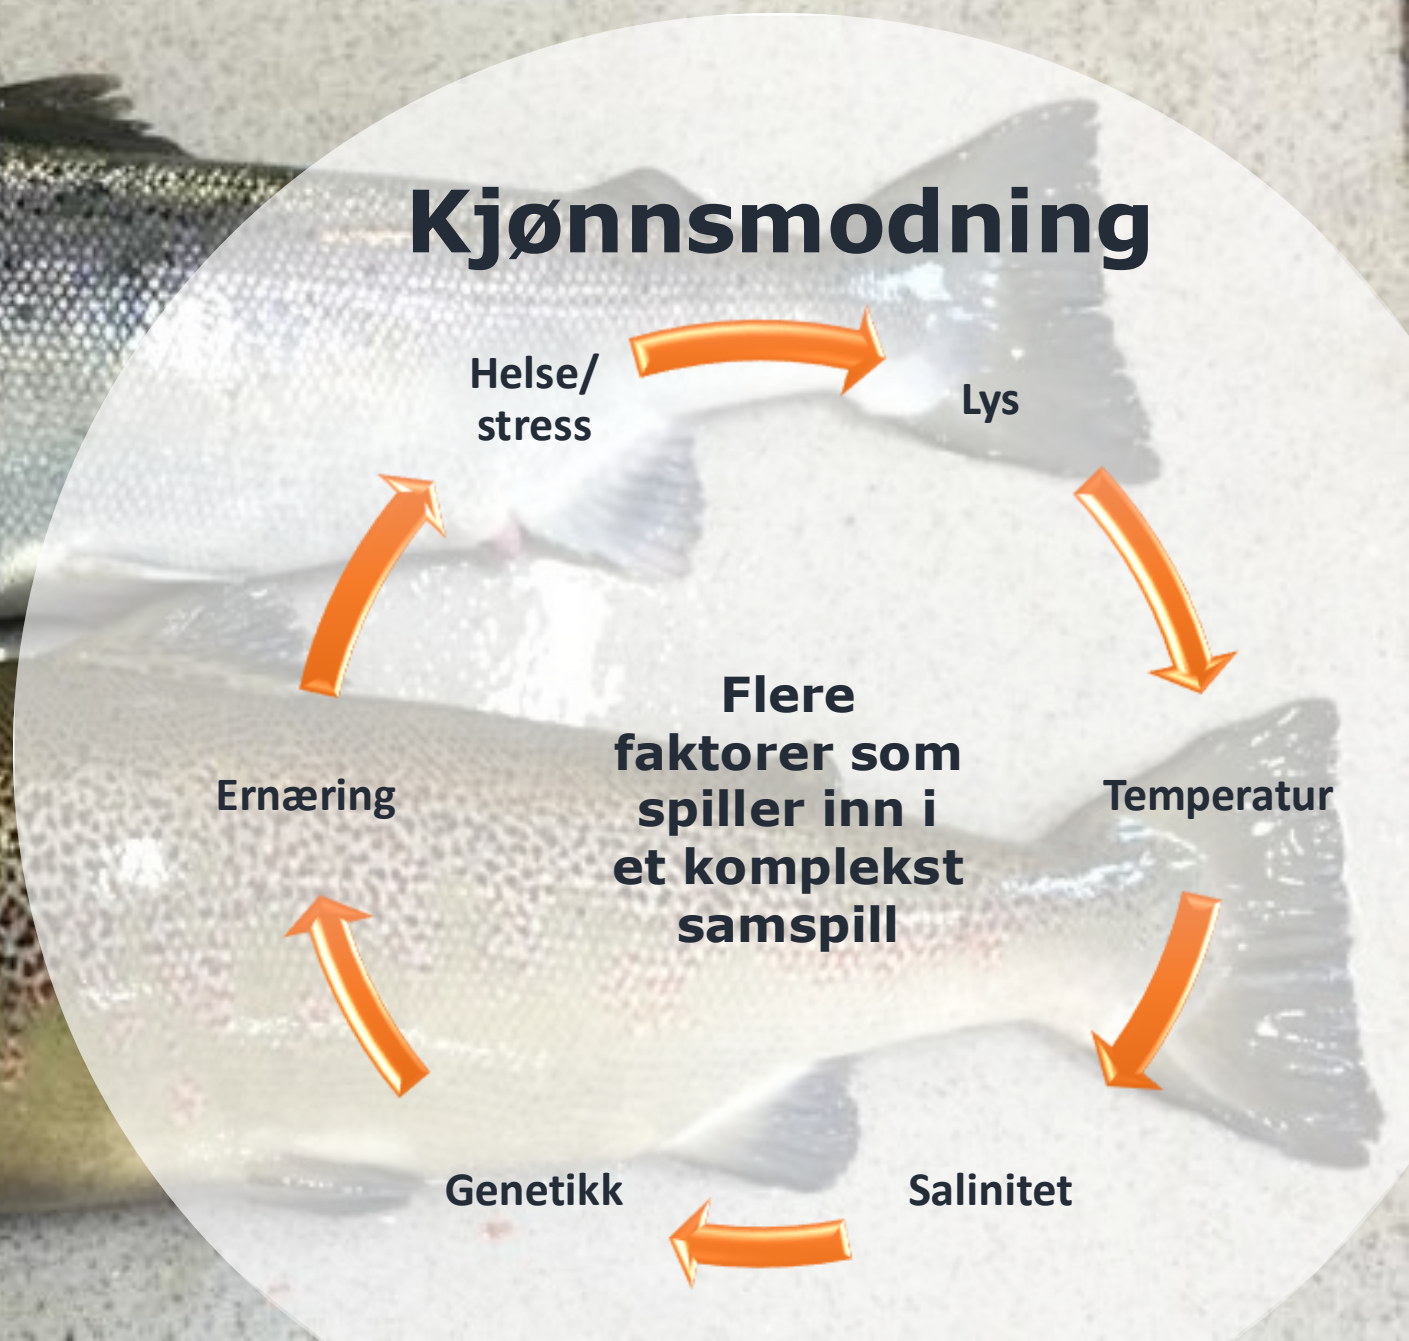 Kjønnsmodning
Helse/
stress
Lys
Temperatur
Salinitet
Genetikk
Ernæring
Flere
faktorer som
spiller inn i
et komplekst
samspill